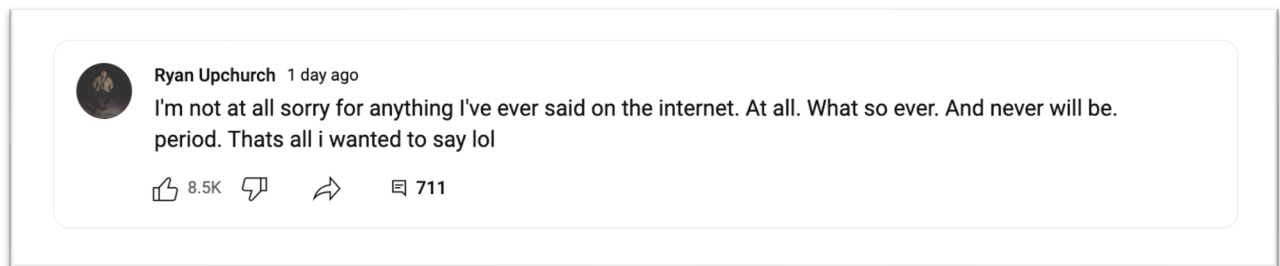 Ryan Upchurch 1 day ago
I'm not at all sorry for anything I've ever said on the internet. At all. What so ever. And never will be.
period. Thats all i wanted to say lol
8.5K 711